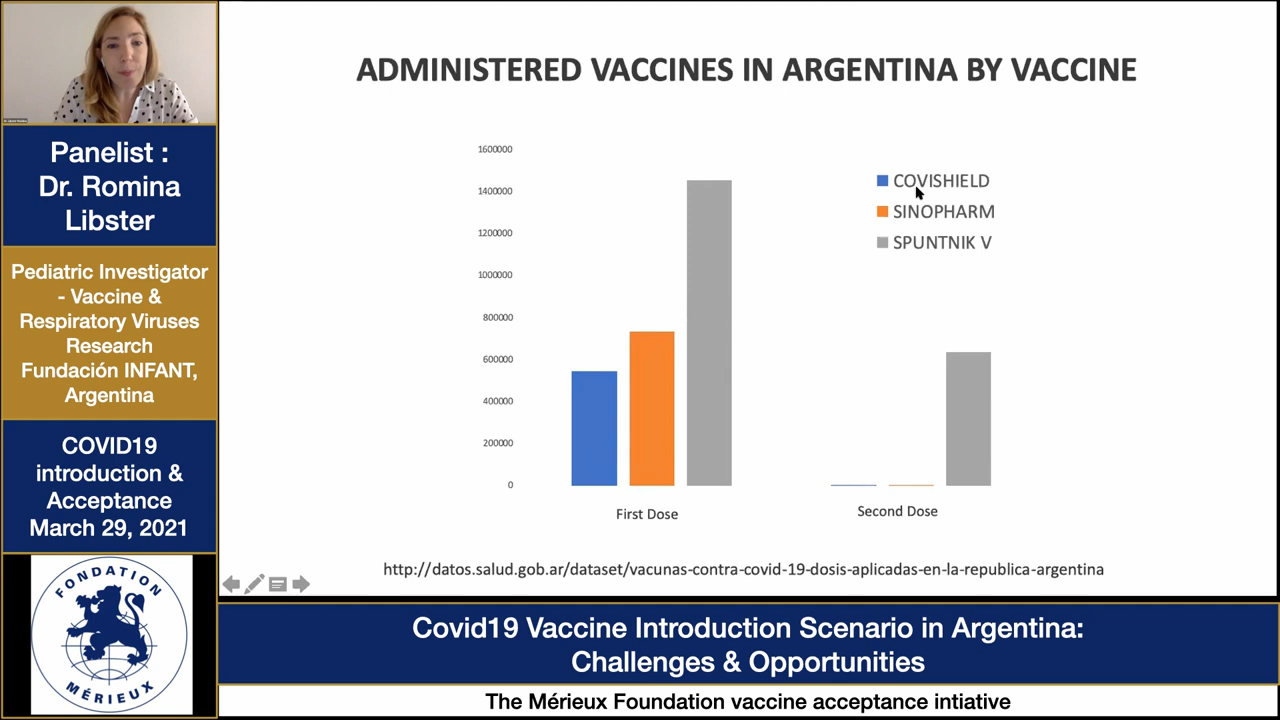 Panelist :
Dr. Romina
Libster
Pediatric Investigator
- Vaccine &
Respiratory Viruses
Research
Fundación INFANT,
Argentina
COVID19
introduction &
Acceptance
March 29, 2021
FONDATION
MÉRIEUX
ADMINISTERED VACCINES IN ARGENTINA BY VACCINE
1600000
1400000
1200000
1000000
800000
600000
400000
200000
0
COVISHIELD
SINOPHARM
SPUNTNIK V
First Dose
Second Dose
http://datos.salud.gob.ar/dataset/vacunas-contra-covid-19-dosis-aplicadas-en-la-republica-argentina
Covid19 Vaccine Introduction Scenario in Argentina:
Challenges & Opportunities
The Mérieux Foundation vaccine acceptance intiative